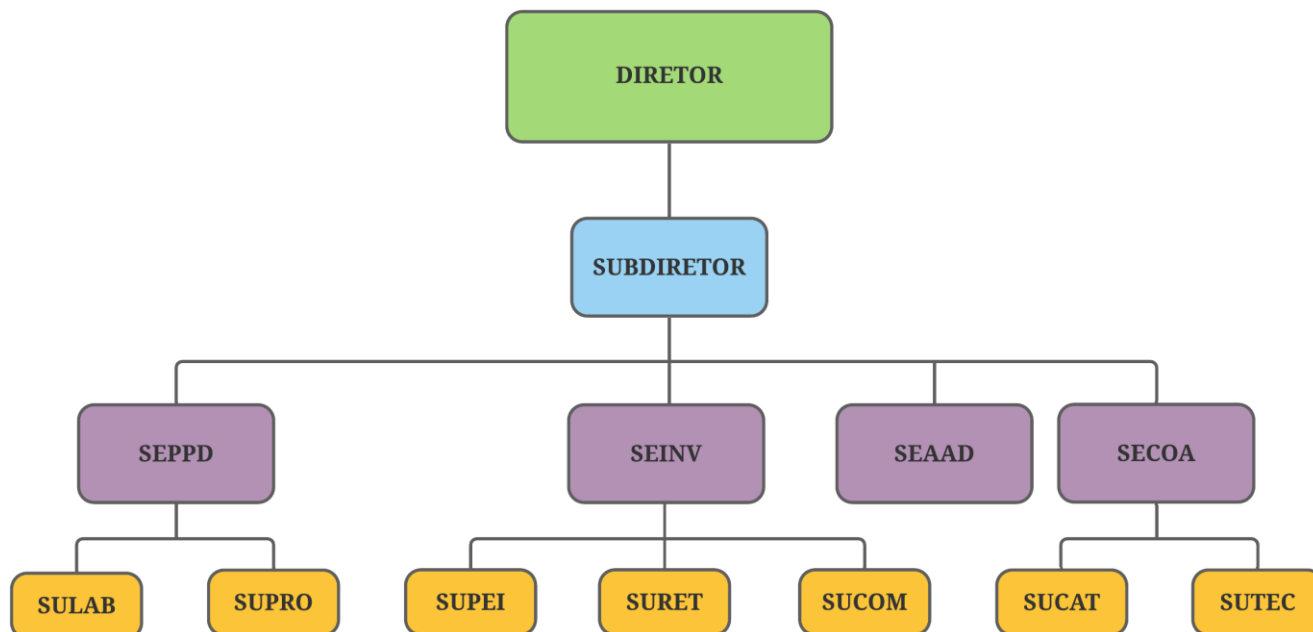 DIRETOR
SUBDIRETOR
SEPPD
SEINV
SEAAD
SECOA
SULAB
SUPRO
SUPEI
SURET
SUCOM
SUCAT
SUTEC